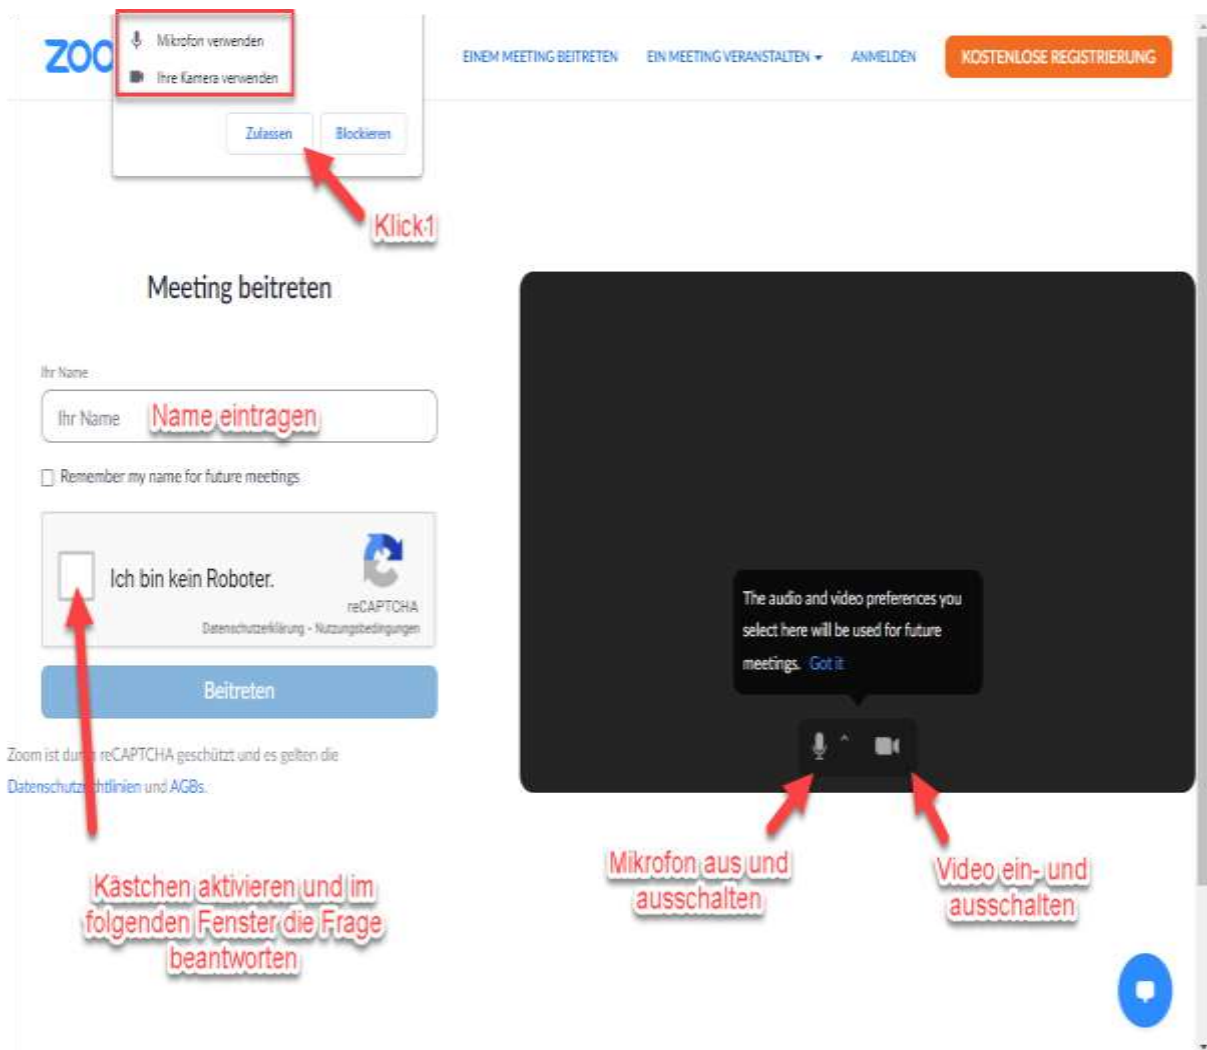 Mikrofon verwenden
Ihre Kamera verwenden
Zulassen Blockieren
ZOO
EINEM MEETING BEITRETEN EIN MEETING VERANSTALTEN ANMELDEN KOSTENLOSE REGISTRIERUNG
Klick1
Meeting beitreten
Ihr Name
Ihr Name Name eintragen
Remember my name for future meetings
Ich bin kein Roboter.
reCAPTCHA
Datenschutzerklärung - Nutzungsbedingungen
Beitreten
Zoom ist durch reCAPTCHA geschützt und es gelten die
Datenschutzrichtlinien und AGBs.
Kästchen aktivieren und im
folgenden Fenster die Frage
beantworten
The audio and video preferences you
select here will be used for future
meetings. Got it
Mikrofon aus und
ausschalten
Video ein- und
ausschalten